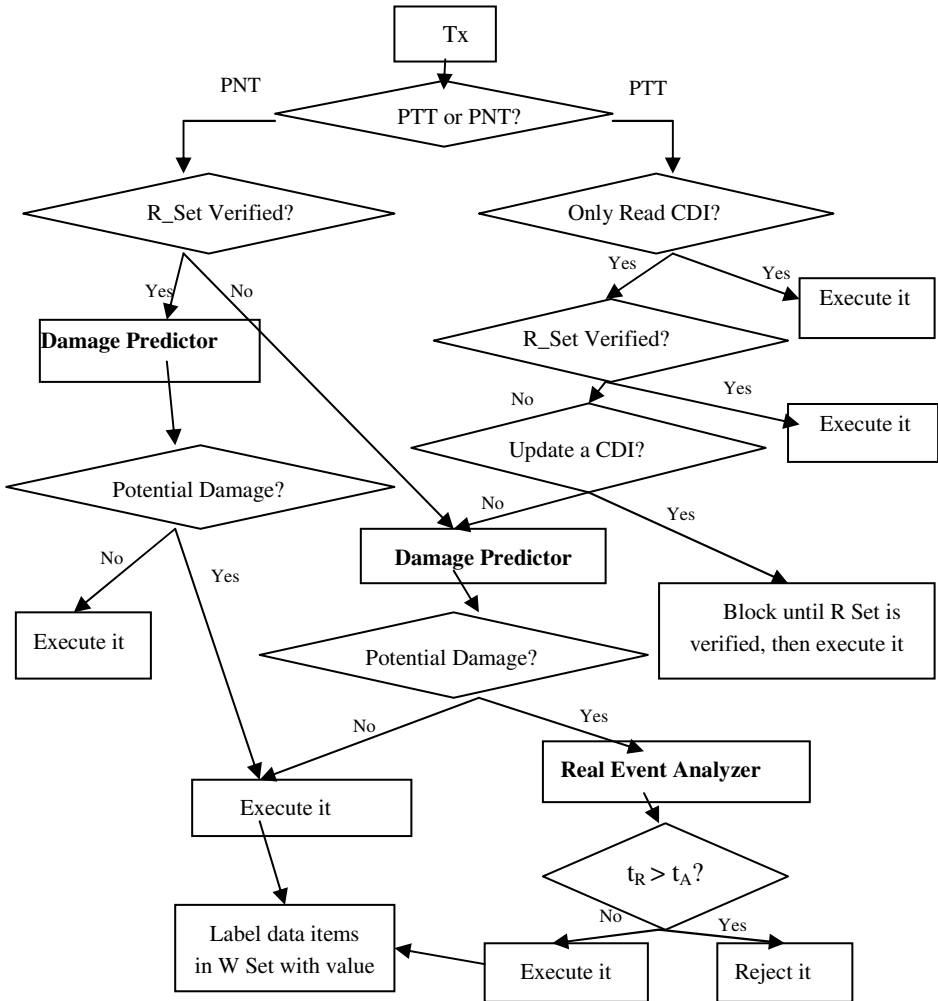 Tx
PNT
PTT
PTT or PNT?
R_Set Verified?
Only Read CDI?
Yes
No
Yes
Yes
Execute it
Damage Predictor
R_Set Verified?
No
Yes
Execute it
Update a CDI?
Potential Damage?
No
Yes
No
Yes
Damage Predictor
Execute it
Block until R Set is
verified, then execute it
Potential Damage?
No
Yes
Real Event Analyzer
Execute it
t_R > t_A?
No
Yes
Label data items
in W Set with value
Execute it
Reject it